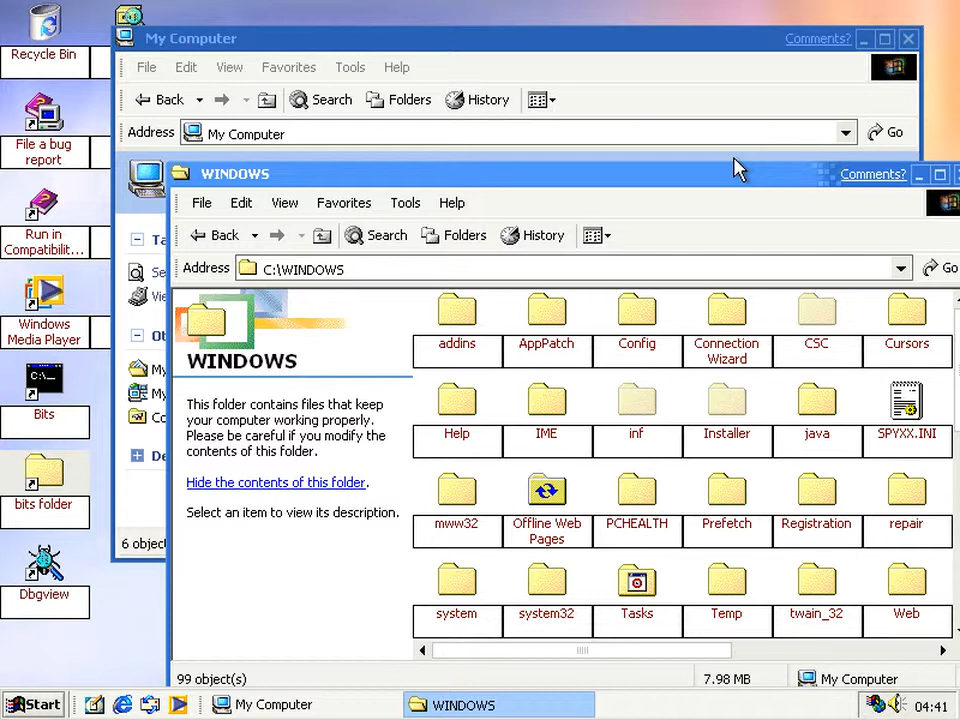 Recycle Bin
File a bug
report
Run in
Compatibilit...
Windows
Media Player
C:\_
Bits
bits folder
Dbgview
My Computer
Comments?
File Edit View Favorites Tools Help
Back Search Folders History
Address My Computer Go
WINDOWS
Comments?
File Edit View Favorites Tools Help
Back Search Folders History
Address C:\WINDOWS Go
WINDOWS
This folder contains files that keep
your computer working properly.
Please be careful if you modify the
contents of this folder.
Hide the contents of this folder.
Select an item to view its description.
addins AppPatch Config Connection Wizard CSC Cursors
Help IME inf Installer java SPYXX.INI
mww32 Offline Web Pages PCHEALTH Prefetch Registration repair
system system32 Tasks Temp twain_32 Web
6 object
99 object(s) 7.98 MB My Computer
Start My Computer WINDOWS 04:41